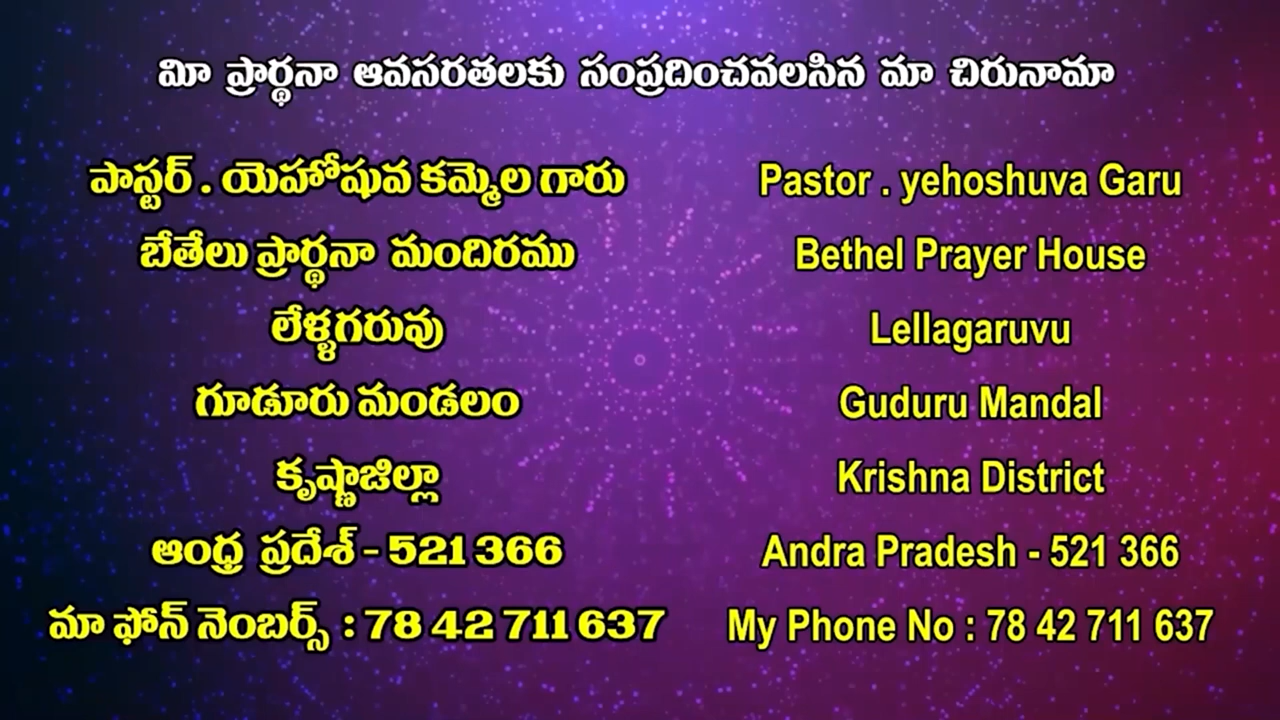 మీ ప్రార్థనా ఆవసరతలకు సంప్రదించవలసిన మా చిరునామా
పాస్టర్ . యెహోషువ కమ్మెల గారు
బేతేలు ప్రార్థనా మందిరము
లేళ్ళగరువు
గూడూరు మండలం
కృష్ణాజిల్లా
ఆంధ్ర ప్రదేశ్ - 521 366
మా ఫోన్ నెంబర్స్ : 78 42 711 637
Pastor . yehoshuva Garu
Bethel Prayer House
Lellagaruvu
Guduru Mandal
Krishna District
Andra Pradesh - 521 366
My Phone No : 78 42 711 637